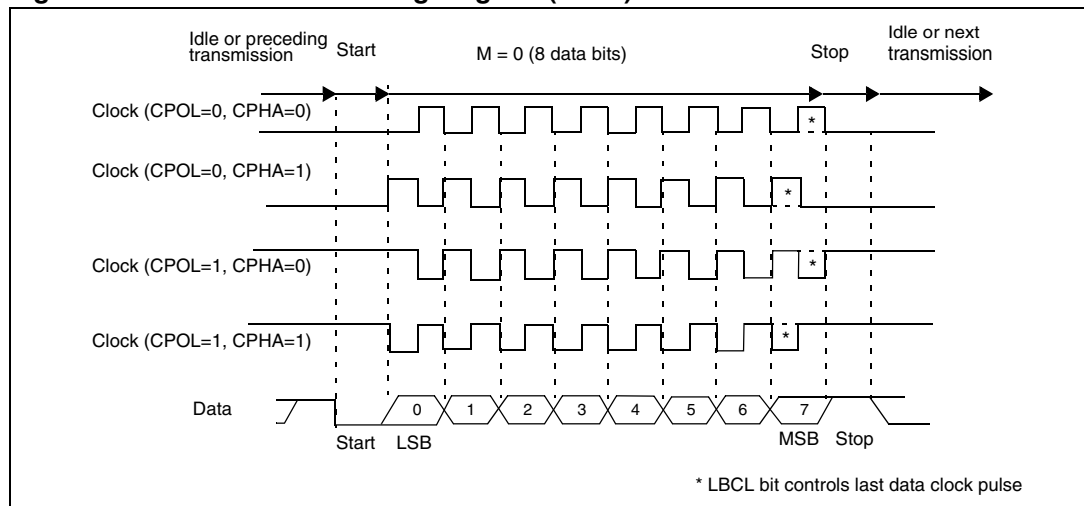 Idle or preceding
transmission
Start
M = 0 (8 data bits)
Stop
Idle or next
transmission
Clock (CPOL=0, CPHA=0)
*
Clock (CPOL=0, CPHA=1)
*
Clock (CPOL=1, CPHA=0)
*
Clock (CPOL=1, CPHA=1)
*
Data
0 1 2 3 4 5 6 7
Start LSB MSB Stop
* LBCL bit controls last data clock pulse